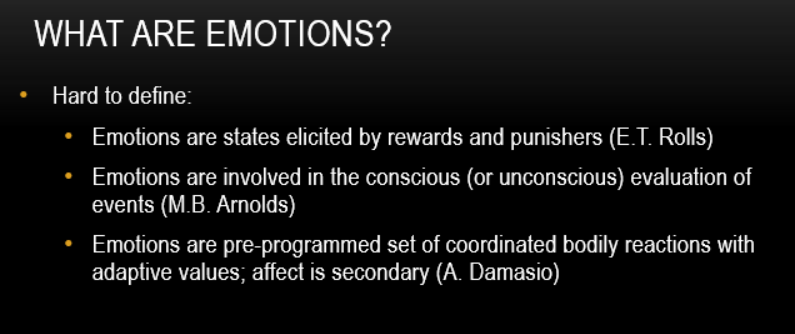 WHAT ARE EMOTIONS?
• Hard to define:
• Emotions are states elicited by rewards and punishers (E.T. Rolls)
• Emotions are involved in the conscious (or unconscious) evaluation of
events (M.B. Arnolds)
• Emotions are pre-programmed set of coordinated bodily reactions with
adaptive values; affect is secondary (A. Damasio)